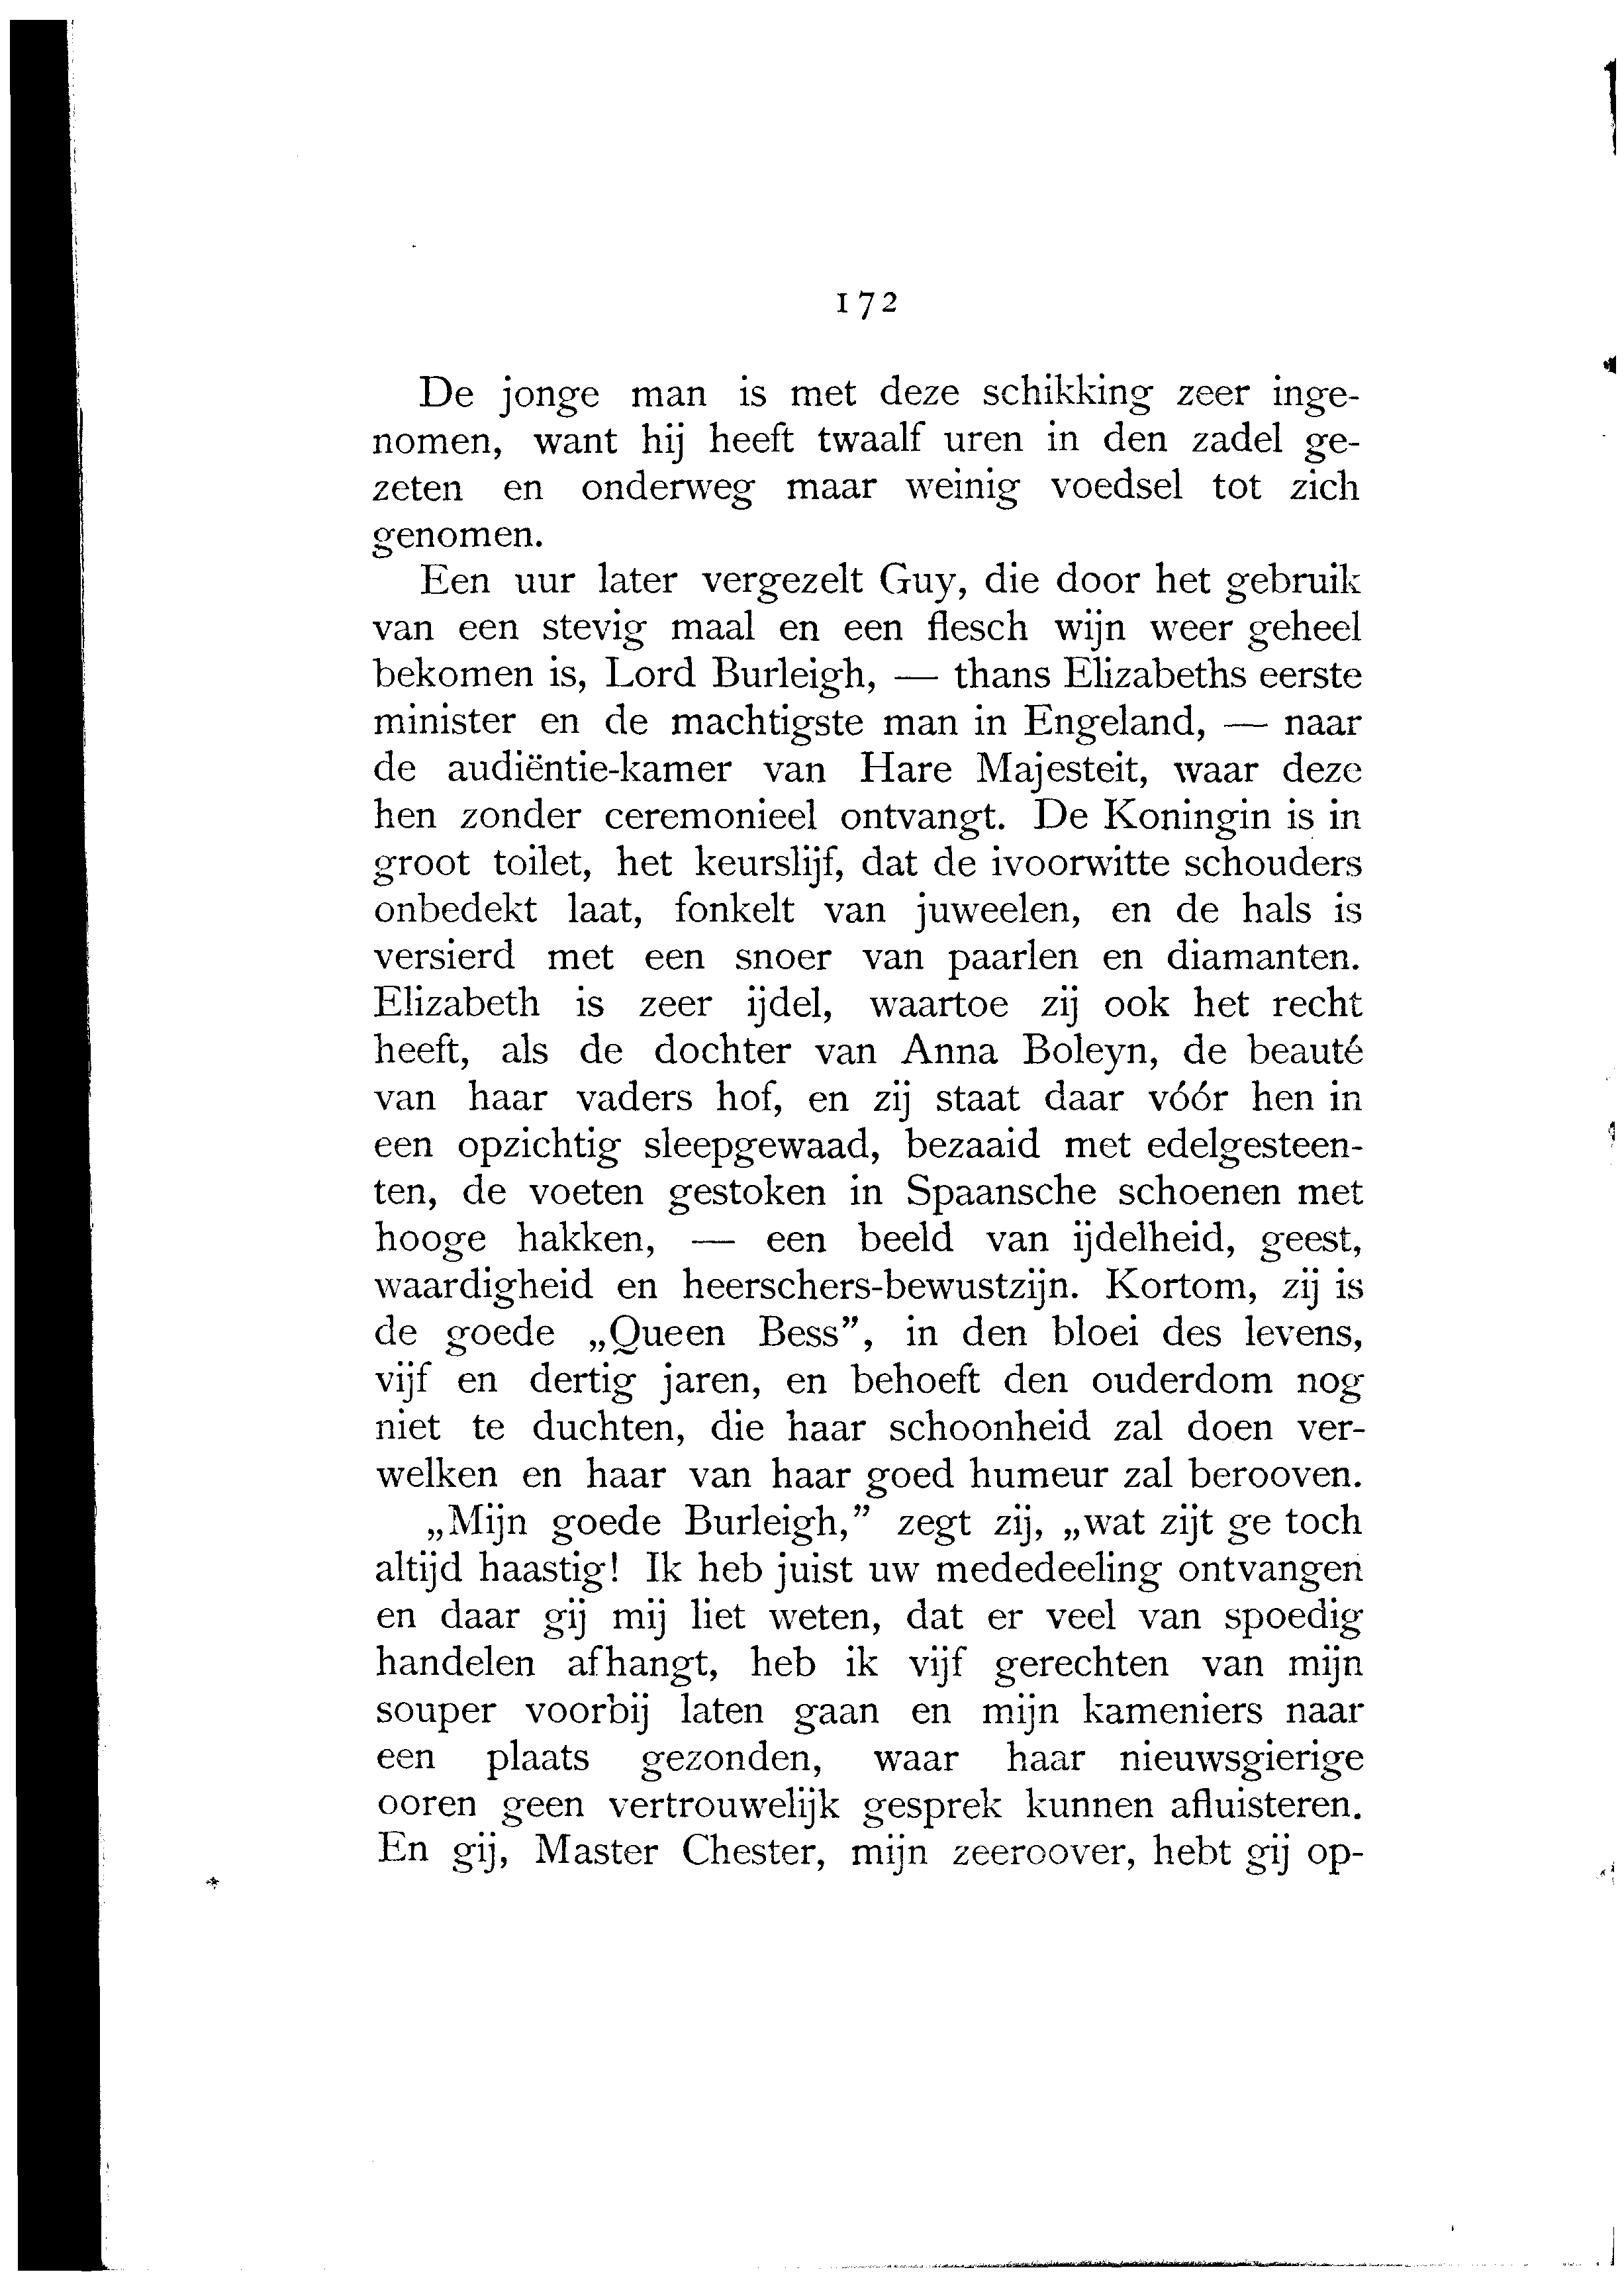 172
De jonge man is met deze schikking zeer inge-
nomen, want hij heeft twaalf uren in den zadel ge-
zeten en onderweg maar weinig voedsel tot zich
genomen.
Een uur later vergezelt Guy, die door het gebruik
van een stevig maal en een flesch wijn weer geheel
bekomen is, Lord Burleigh, — thans Elizabeths eerste
minister en de machtigste man in Engeland, — naar
de audiëntie-kamer van Hare Majesteit, waar deze
hen zonder ceremonieel ontvangt. De Koningin is in
groot toilet, het keurslijf, dat de ivoorwitte schouders
onbedekt laat, fonkelt van juweelen, en de hals is
versierd met een snoer van paarlen en diamanten.
Elizabeth is zeer ijdel, waartoe zij ook het recht
heeft, als de dochter van Anna Boleyn, de beauté
van haar vaders hof, en zij staat daar vóór hen in
een opzichtig sleepgewaad, bezaaid met edelgesteen-
ten, de voeten gestoken in Spaansche schoenen met
hooge hakken, — een beeld van ijdelheid, geest,
waardigheid en heerschers-bewustzijn. Kortom, zij is
de goede „Queen Bess”, in den bloei des levens,
vijf en dertig jaren, en behoeft den ouderdom nog
niet te duchten, die haar schoonheid zal doen ver-
welken en haar van haar goed humeur zal berooven.
„Mijn goede Burleigh,” zegt zij, „wat zijt ge toch
altijd haastig! Ik heb juist uw mededeeling ontvangen
en daar gij mij liet weten, dat er veel van spoedig
handelen afhangt, heb ik vijf gerechten van mijn
souper voorbij laten gaan en mijn kameniers naar
een plaats gezonden, waar haar nieuwsgierige
ooren geen vertrouwelijk gesprek kunnen afluisteren.
En gij, Master Chester, mijn zeeroover, hebt gij op-